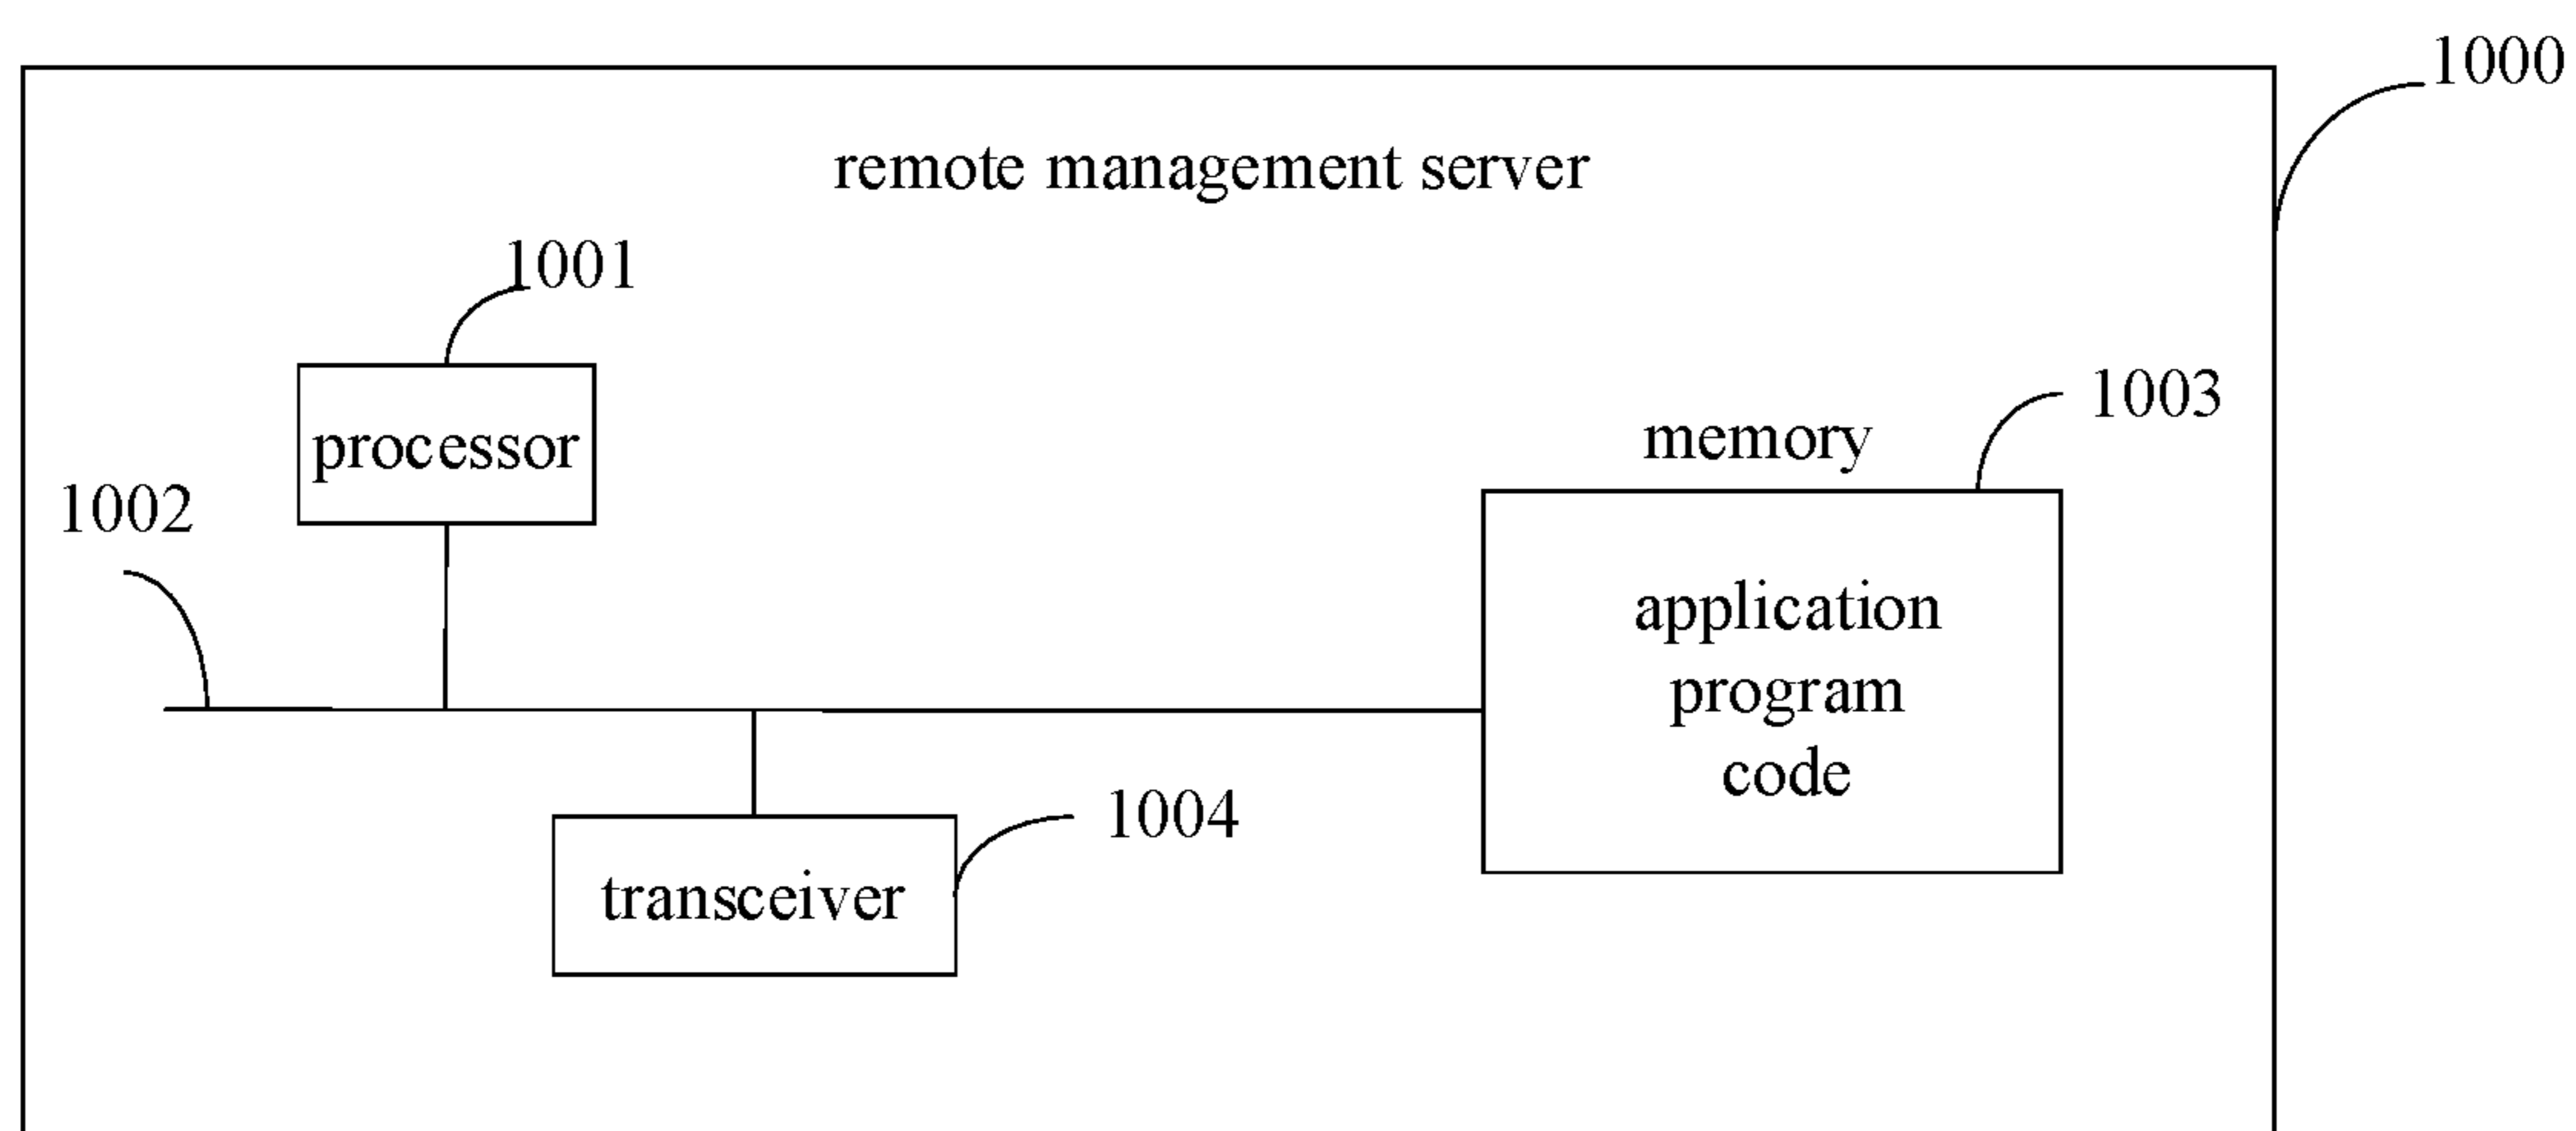 1000
remote management server
1001
processor
1002
1003
memory
application
program
code
1004
transceiver